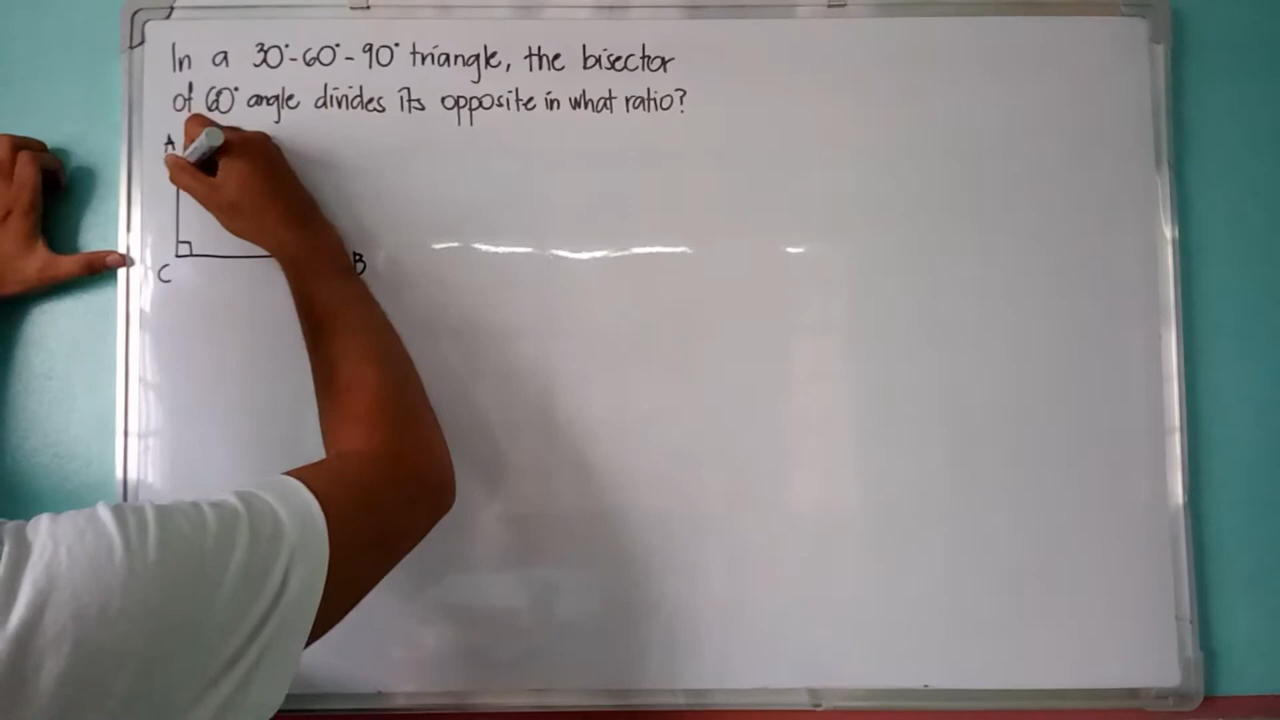 In a 30°-60°-90° triangle, the bisector
of 60° angle divides its opposite in what ratio?
A
B
C